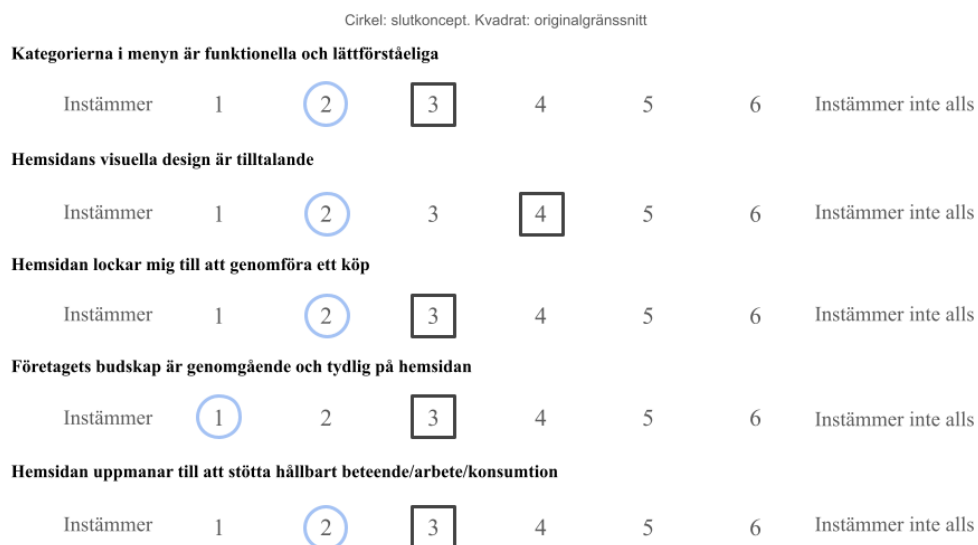 Cirkel: slutkoncept. Kvadrat: originalgränssnitt
Kategorierna i menyn är funktionella och lättförståeliga
Instämmer 1 2 3 4 5 6 Instämmer inte alls
Hemsidans visuella design är tilltalande
Instämmer 1 2 3 4 5 6 Instämmer inte alls
Hemsidan lockar mig till att genomföra ett köp
Instämmer 1 2 3 4 5 6 Instämmer inte alls
Företagets budskap är genomgående och tydlig på hemsidan
Instämmer 1 2 3 4 5 6 Instämmer inte alls
Hemsidan uppmanar till att stötta hållbart beteende/arbete/konsumtion
Instämmer 1 2 3 4 5 6 Instämmer inte alls